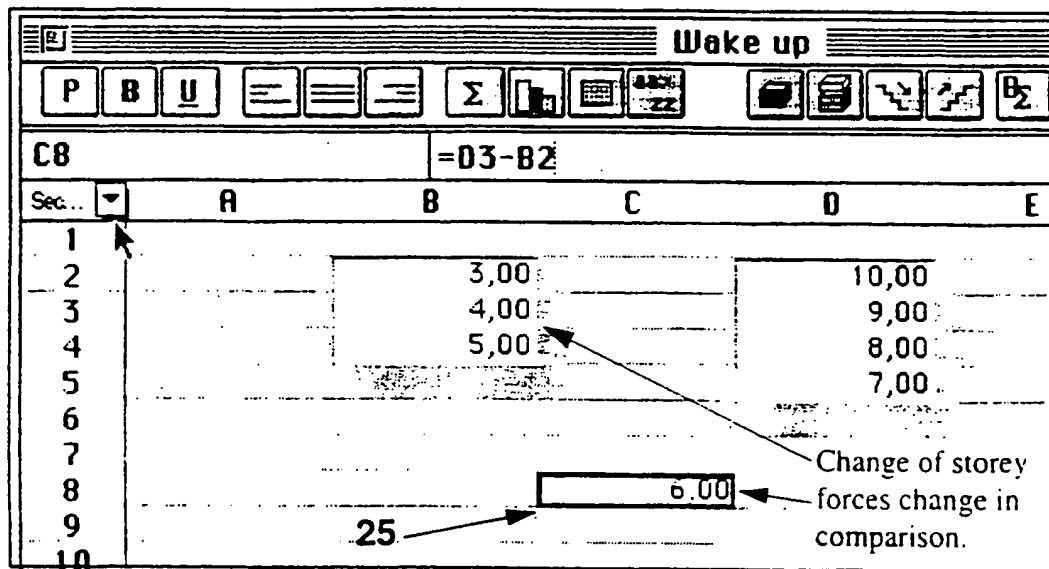 Wake up
P B U Σ BΣ
C8 =D3-B2
Sec... A B C D E
1
2 3,00 10,00
3 4,00 9,00
4 5,00 8,00
5 7,00
6
7
8 6.00
9
10
25
Change of storey
forces change in
comparison.